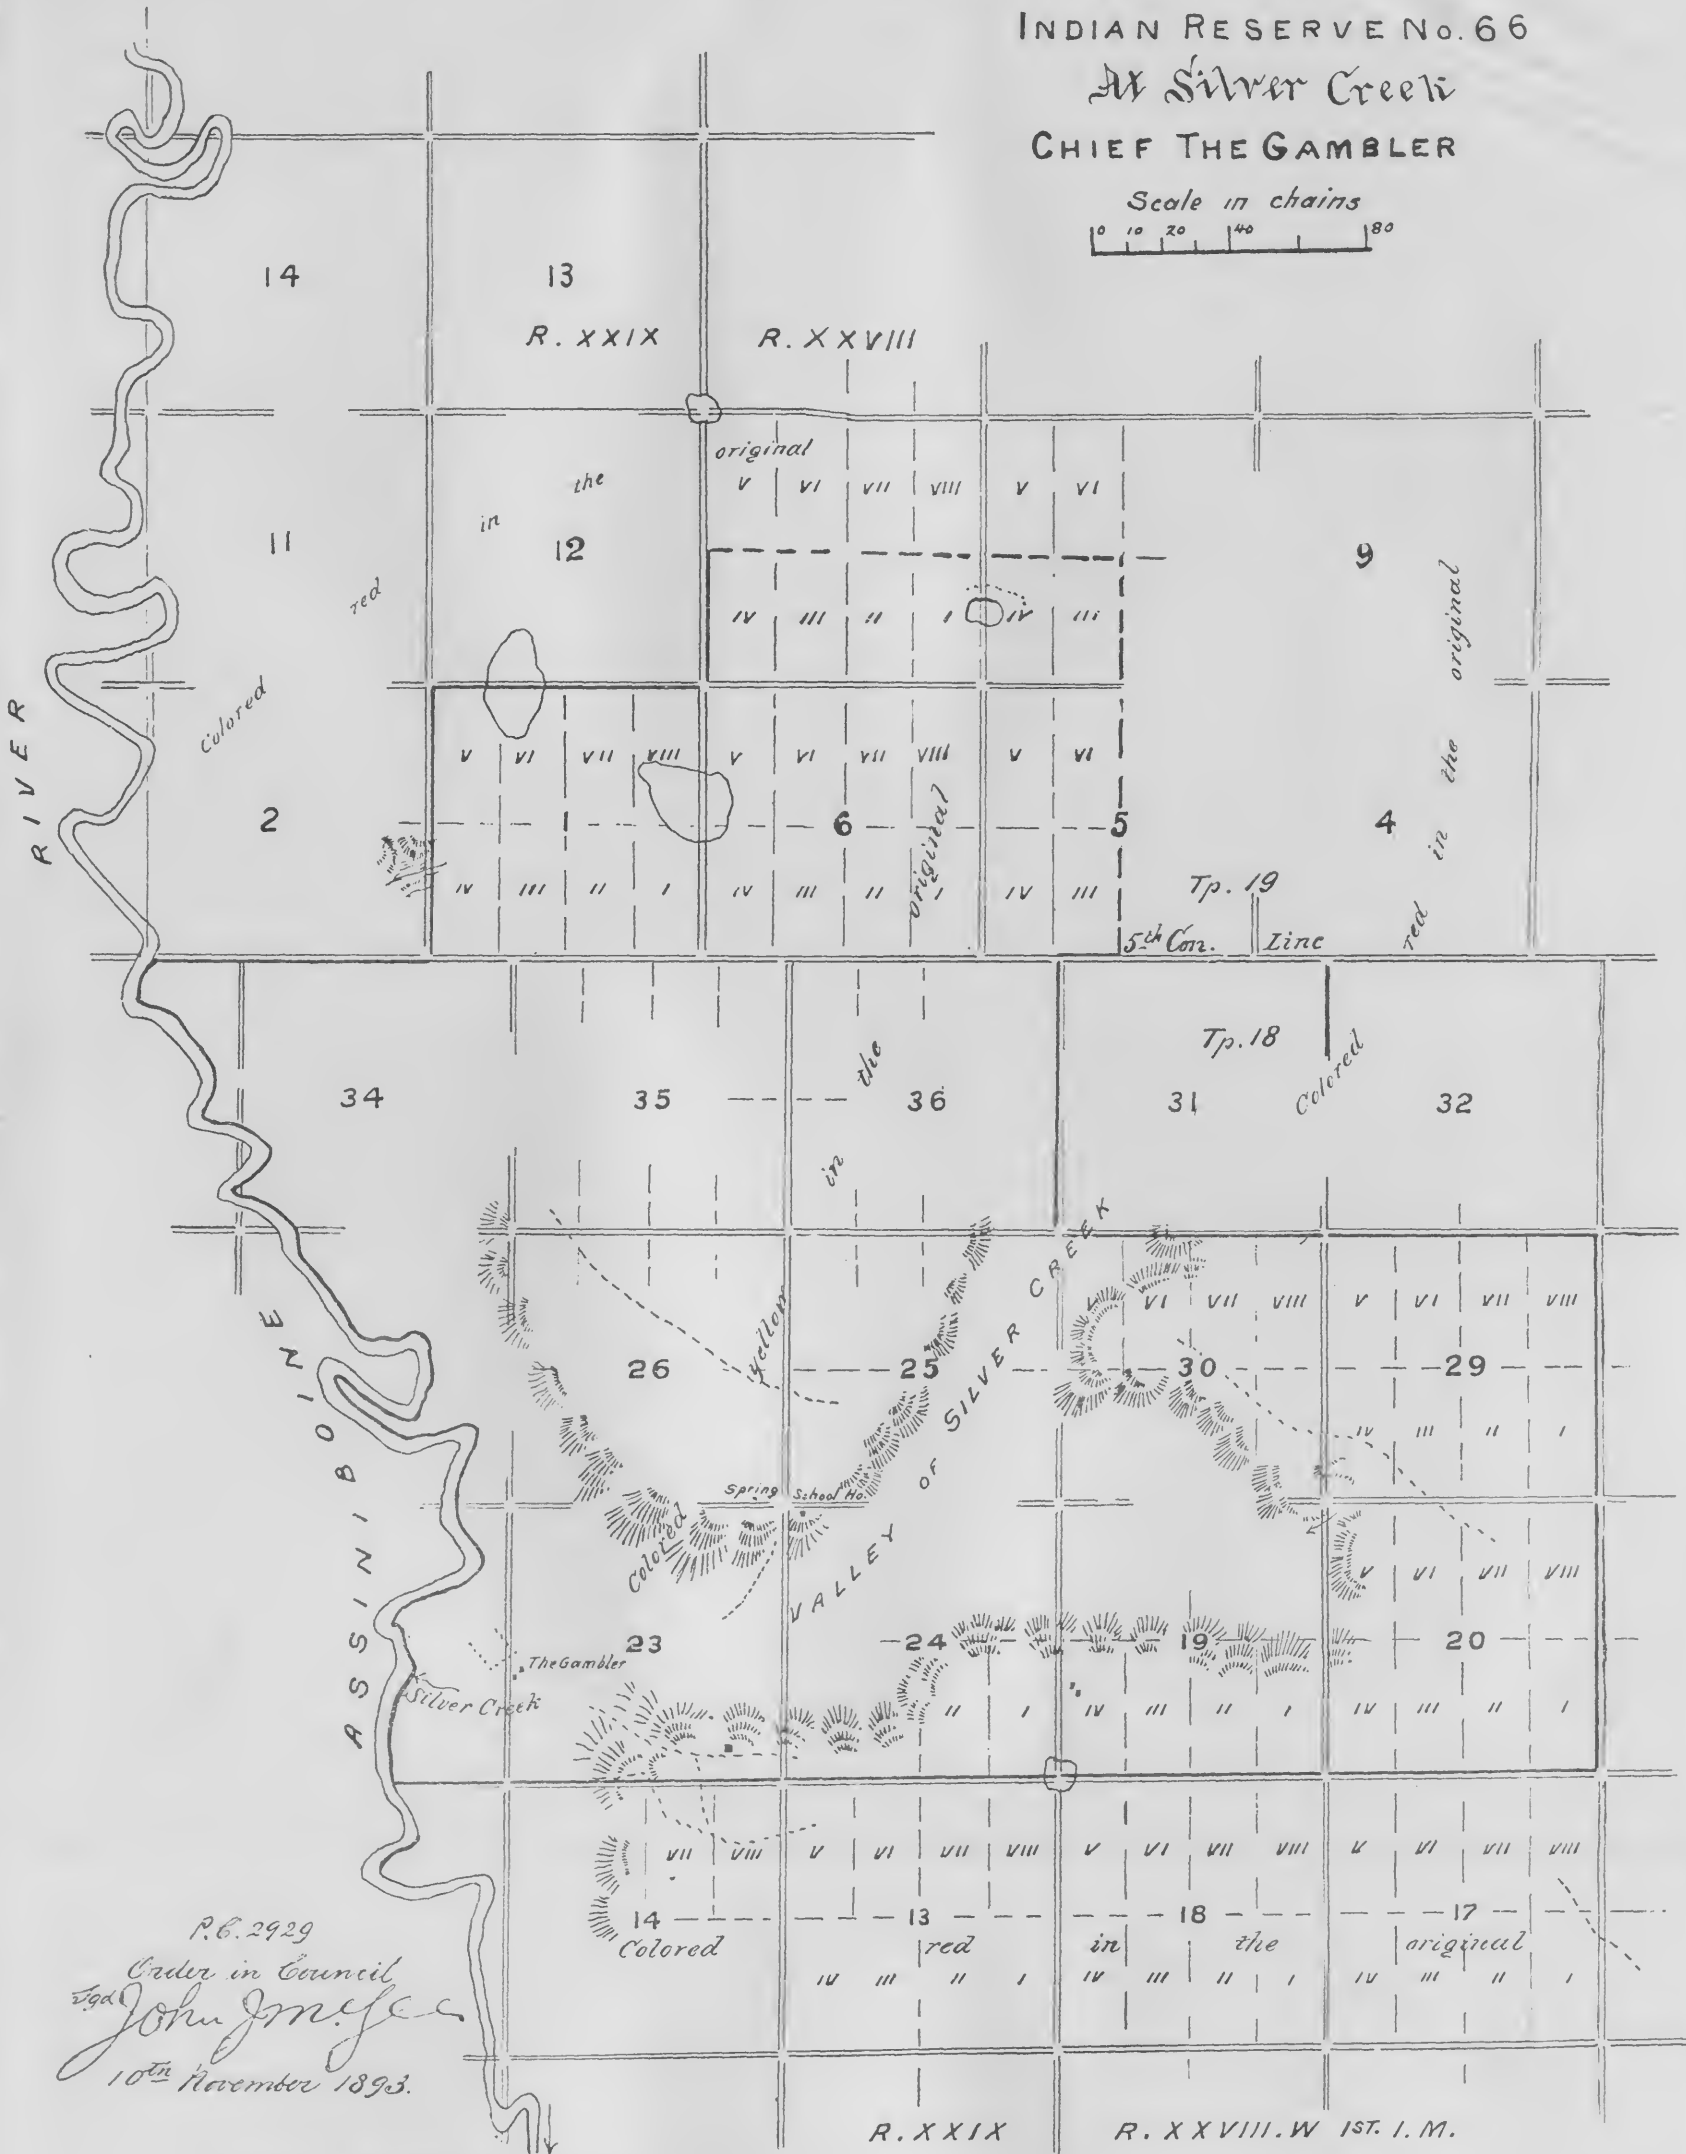 INDIAN RESERVE No. 66
At Silver Creek
CHIEF THE GAMBLER
Scale in chains
0 10 20 40 80
14 13
R. XXIX R. XXVIII
original
the
V VI VII VIII V VI
in
11 12 9
red
IV III II I IV III
original
Colored
the
in
V VI VII VIII V VI VII VIII V VI
2 1 6 5 4
original
IV III II I IV III II I IV III
Tp. 19
red
5th Con. Line
RIVER
Tp. 18
the
Colored
34 35 36 31 32
in
V VI VII VIII V VI VII VIII
Yellow
26 25 30 29
IV III II I
VALLEY OF SILVER CREEK
Spring School Ho.
Colored
V VI VII VIII
23 24 19 20
The Gambler
Silver Creek
II I IV III II I IV III II I
ASSINIBOINE
VII VIII V VI VII VIII V VI VII VIII V VI VII VIII
14 13 18 17
Colored red in the original
IV III II I IV III II I IV III II I
P.C. 2929
Order in Council
Sgd John J McGee
10th November 1893.
R. XXIX R. XXVIII. W 1ST. I. M.